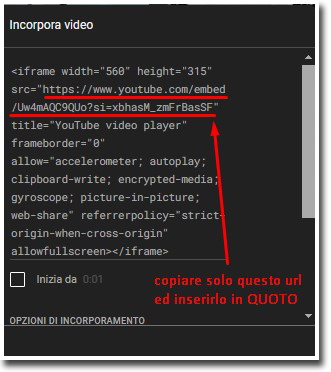 Incorpora video
<iframe width="560" height="315"
src="https://www.youtube.com/embed
/Uw4mAQC9QUo?si=xbhasM_zmFrBasSF"
title="YouTube video player"
frameborder="0"
allow="accelerometer; autoplay;
clipboard-write; encrypted-media;
gyroscope; picture-in-picture;
web-share" referrerpolicy="strict-
origin-when-cross-origin"
allowfullscreen></iframe>
copiare solo questo url
ed inserirlo in QUOTO
Inizia da 0:01
OPZIONI DI INCORPORAMENTO